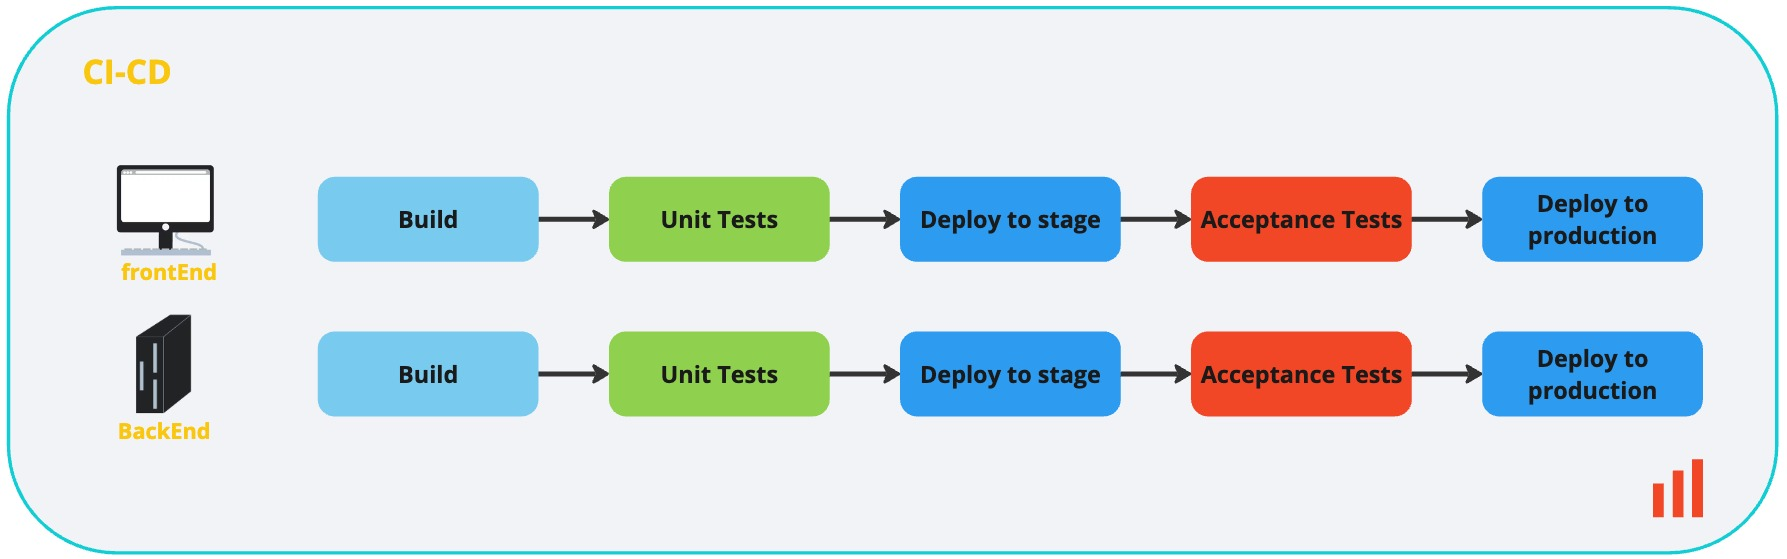 CI-CD
frontEnd
Build
Unit Tests
Deploy to stage
Acceptance Tests
Deploy to
production
BackEnd
Build
Unit Tests
Deploy to stage
Acceptance Tests
Deploy to
production